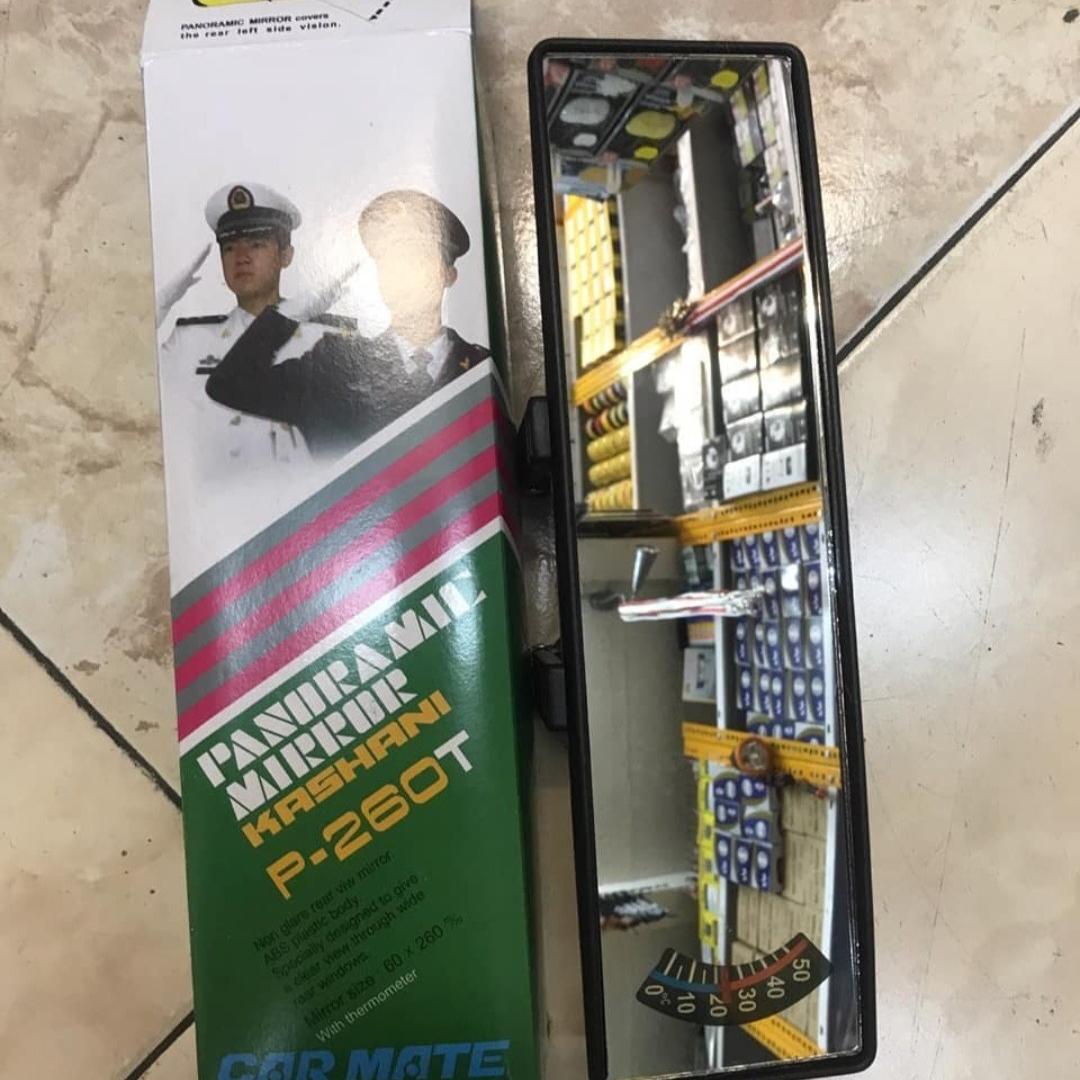 PANORAMIC MIRROR covers
the rear left side vision.
PANORAMIC
MIRROR
KASHANI
P-260T
Non glare rear viw mirror.
ABS plastic body.
Specially designed to give
a clear view through wide
rear windows.
Mirror size : 60 x 260 m/m
With thermometer
CAR MATE
0°C 10 20 30 40 50